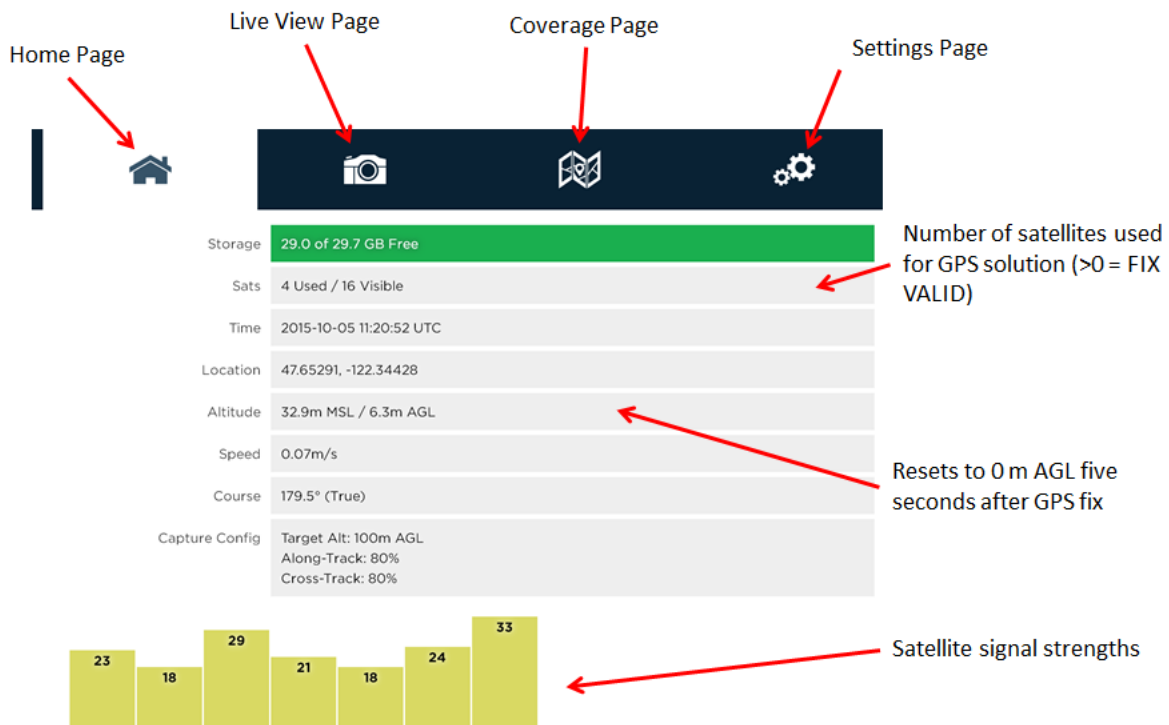 Live View Page
Coverage Page
Settings Page
Home Page
Number of satellites used
for GPS solution (>0 = FIX
VALID)
Storage 29.0 of 29.7 GB Free
Sats 4 Used / 16 Visible
Time 2015-10-05 11:20:52 UTC
Location 47.65291, -122.34428
Altitude 32.9m MSL / 6.3m AGL
Speed 0.07m/s
Course 179.5° (True)
Capture Config Target Alt: 100m AGL
Along-Track: 80%
Cross-Track: 80%
Resets to 0 m AGL five
seconds after GPS fix
23 18 29 21 18 24 33
Satellite signal strengths